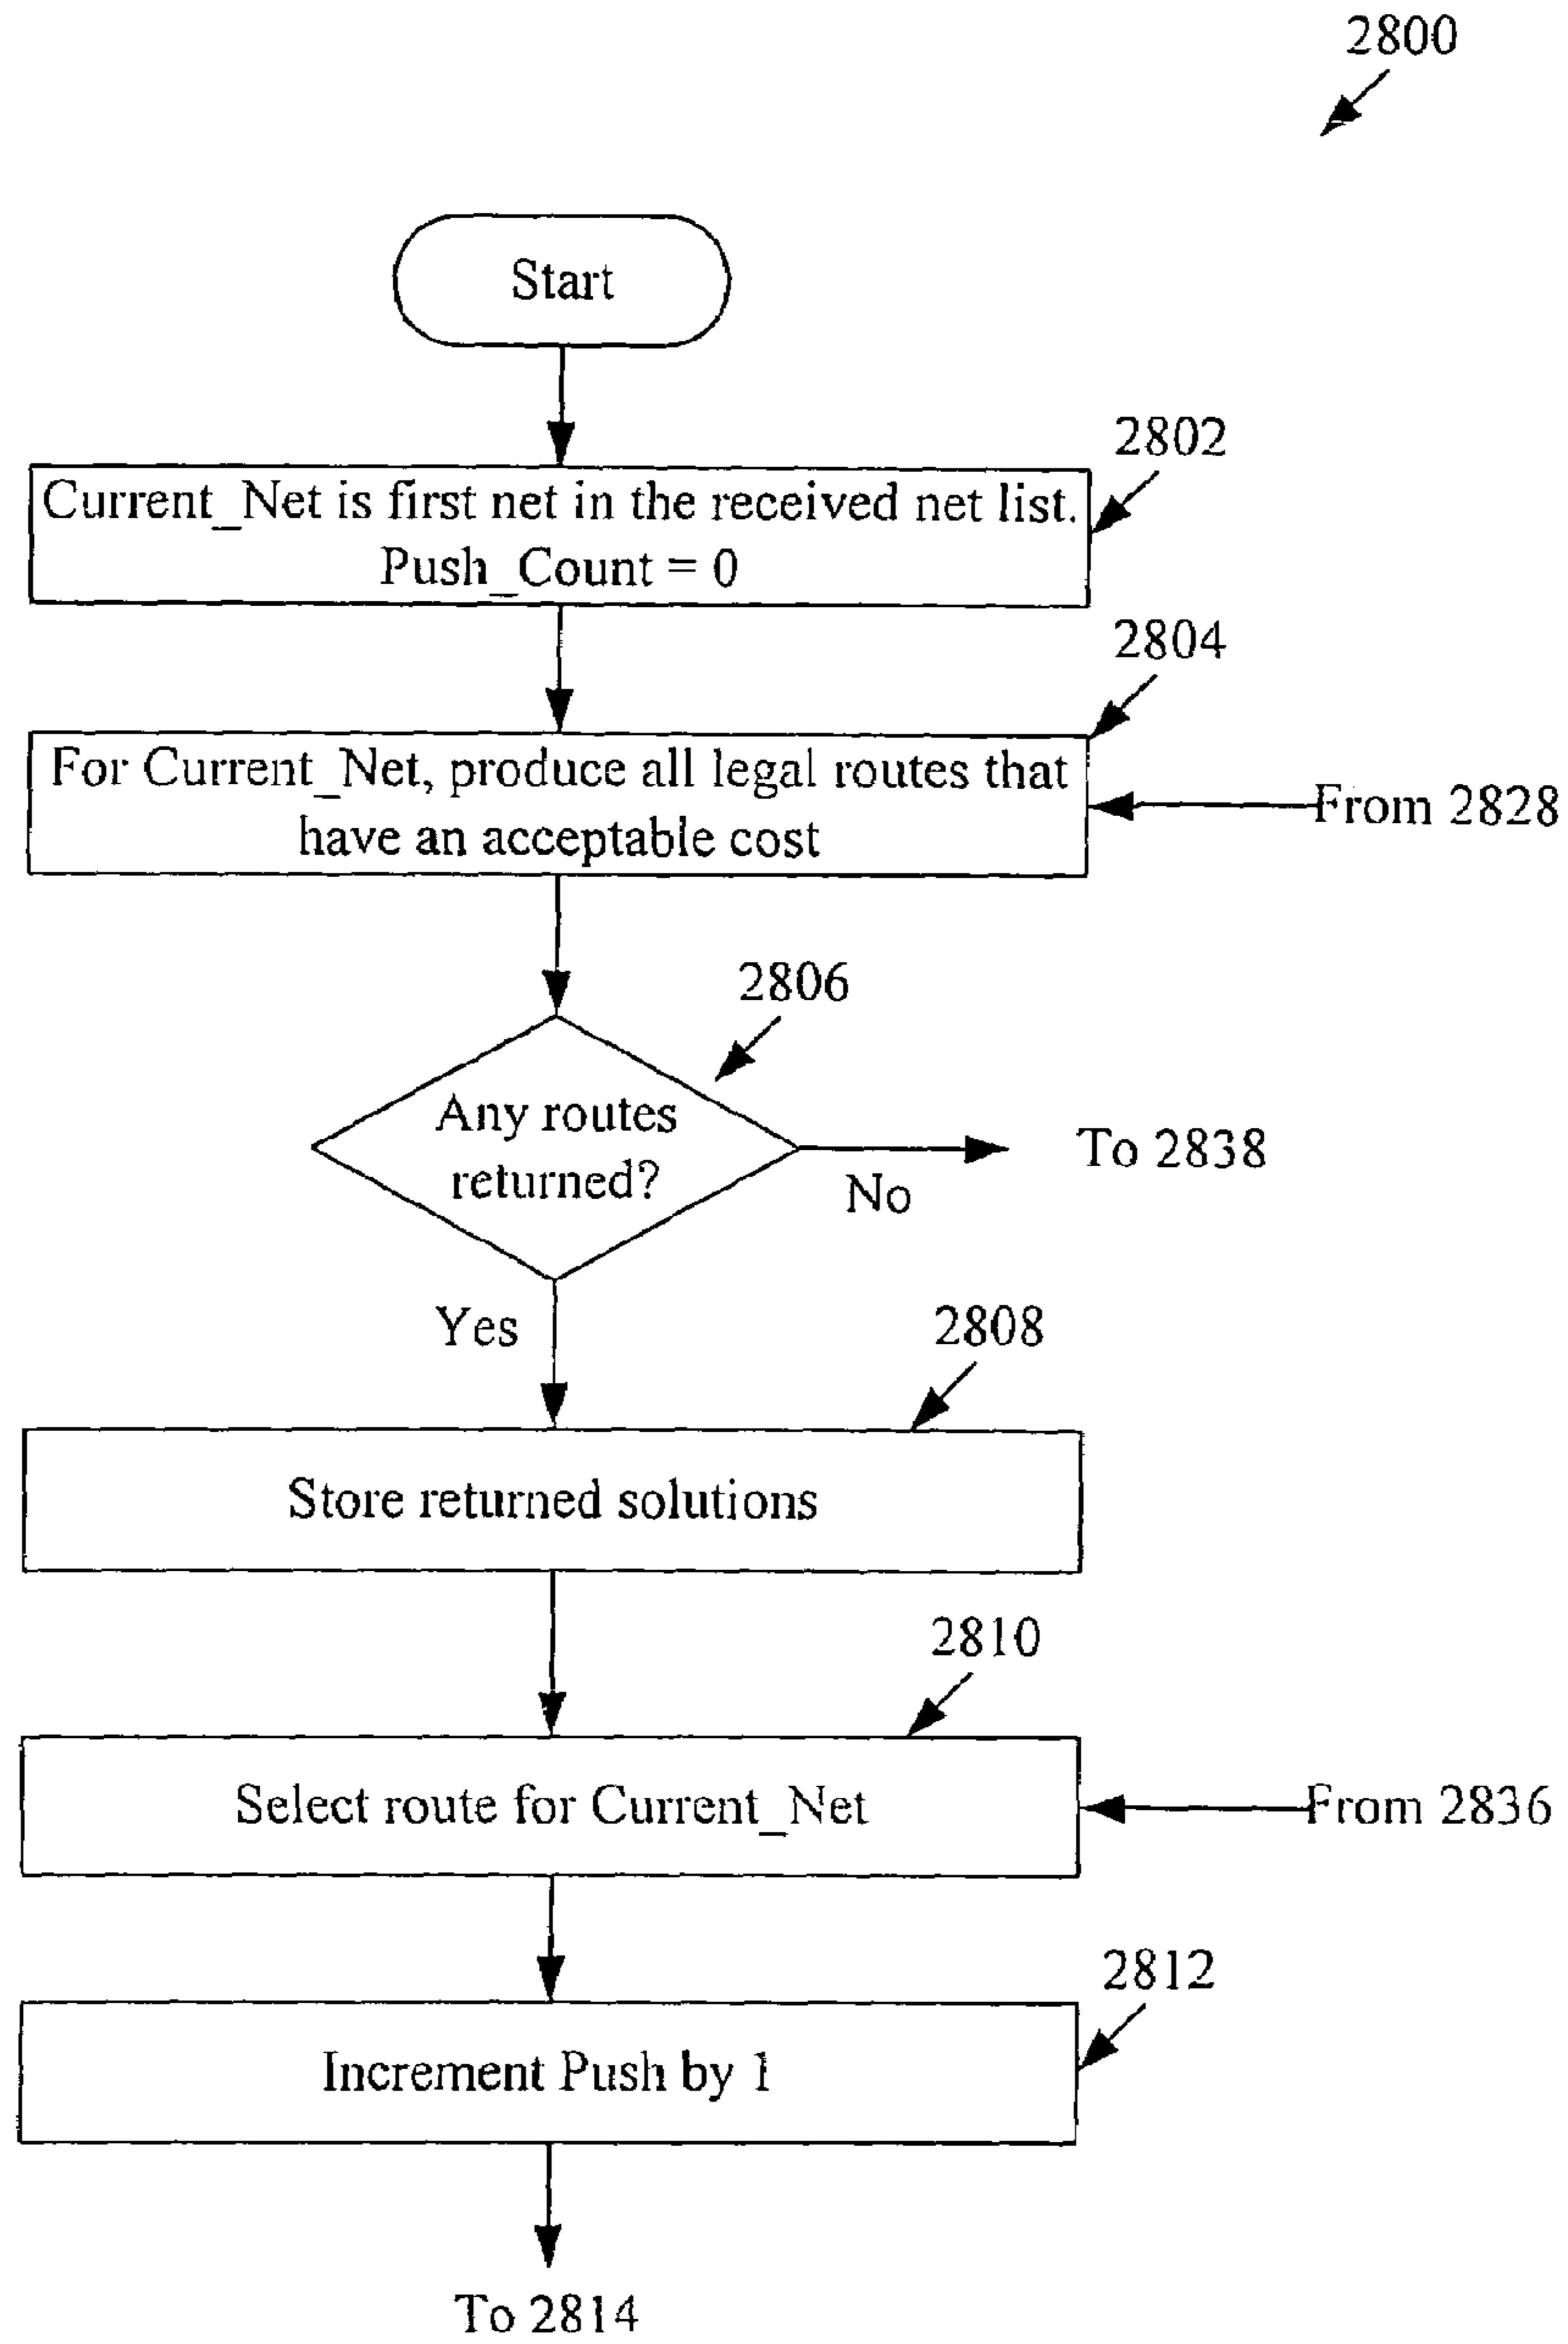 2800
Start
2802
Current_Net is first net in the received net list.
Push_Count = 0
2804
For Current_Net, produce all legal routes that
have an acceptable cost
From 2828
2806
Any routes
returned?
To 2838
No
Yes
2808
Store returned solutions
2810
Select route for Current_Net
From 2836
2812
Increment Push by 1
To 2814